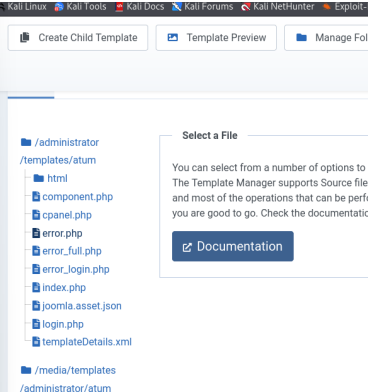 Kali Linux Kali Tools Kali Docs Kali Forums Kali NetHunter Exploit-
Create Child Template Template Preview Manage Fol
Select a File
/administrator
/templates/atum
html
component.php
cpanel.php
error.php
error_full.php
error_login.php
index.php
joomla.asset.json
login.php
templateDetails.xml
/media/templates
/administrator/atum
You can select from a number of options to
The Template Manager supports Source file
and most of the operations that can be perf
you are good to go. Check the documentatio
Documentation